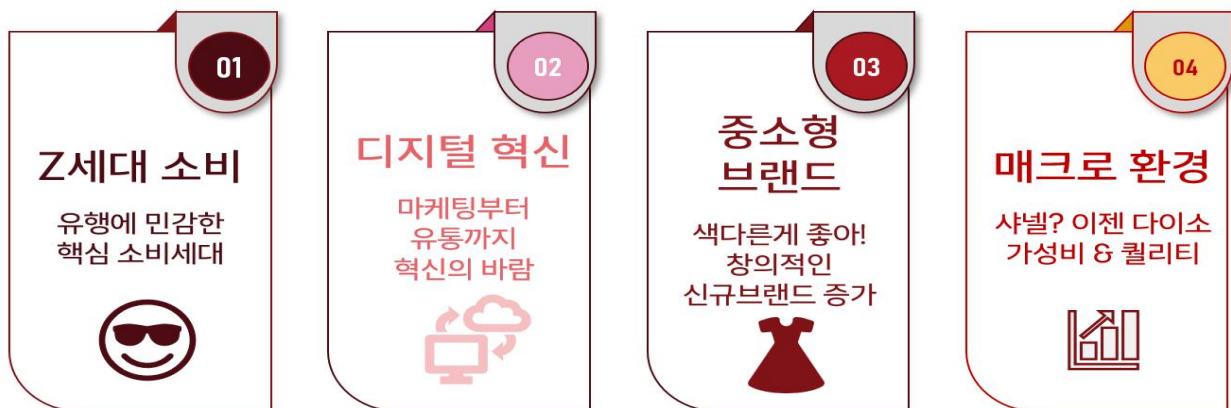 01
Z세대 소비
유행에 민감한
핵심 소비세대
02
디지털 혁신
마케팅부터
유통까지
혁신의 바람
03
중소형
브랜드
색다른게 좋아!
창의적인
신규브랜드 증가
04
매크로 환경
샤넬? 이젠 다이소
가성비 & 퀄리티